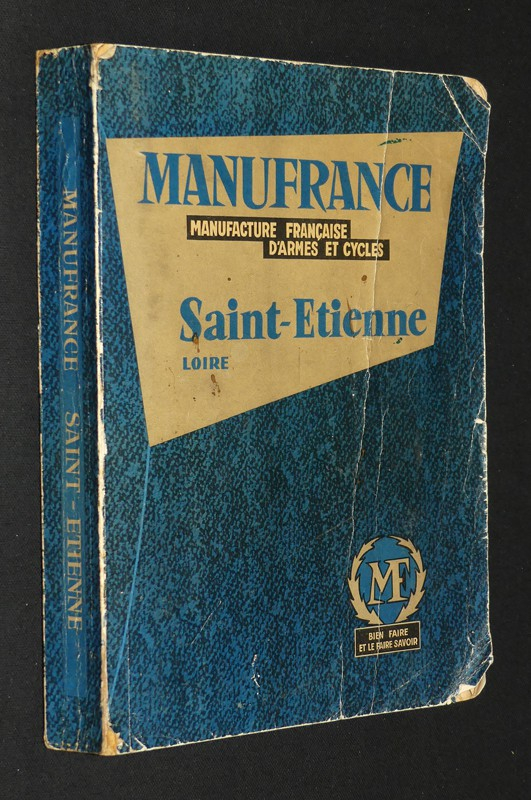 MANUFRANCE
MANUFACTURE FRANÇAISE
D'ARMES ET CYCLES
Saint-Etienne
LOIRE
MF
BIEN FAIRE
ET LE FAIRE SAVOIR
MANUFRANCE SAINT-ETIENNE